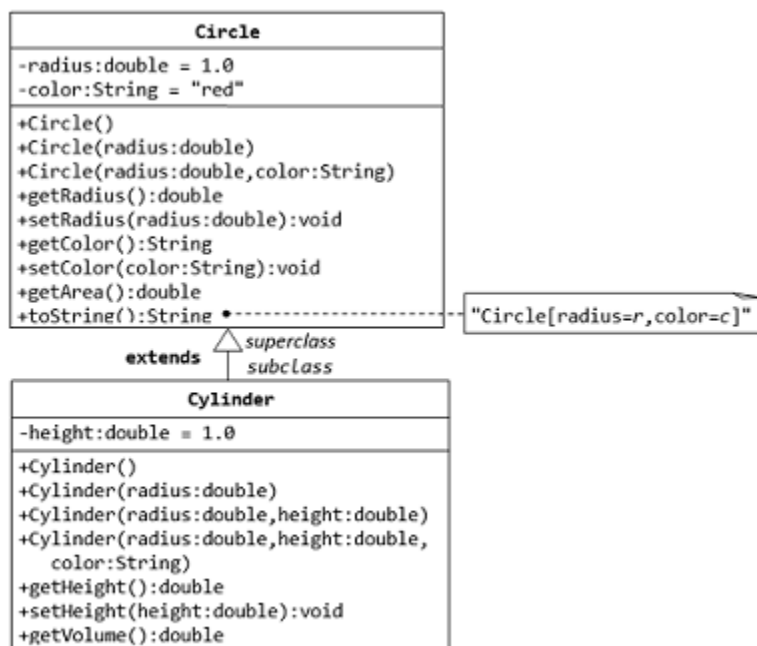 Circle
-radius:double = 1.0
-color:String = "red"
+Circle()
+Circle(radius:double)
+Circle(radius:double,color:String)
+getRadius():double
+setRadius(radius:double):void
+getColor():String
+setColor(color:String):void
+getArea():double
+toString():String
"Circle[radius=r,color=c]"
superclass
extends
subclass
Cylinder
-height:double = 1.0
+Cylinder()
+Cylinder(radius:double)
+Cylinder(radius:double,height:double)
+Cylinder(radius:double,height:double,
color:String)
+getHeight():double
+setHeight(height:double):void
+getVolume():double